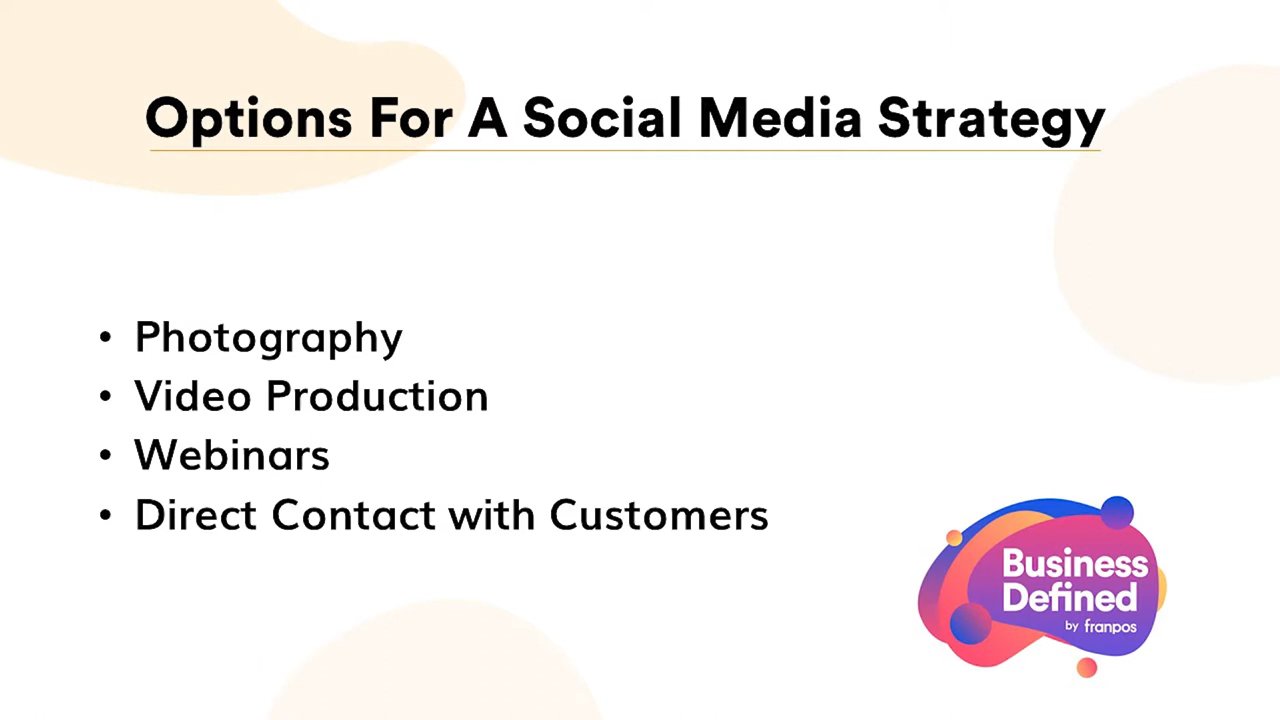 Options For A Social Media Strategy
• Photography
• Video Production
• Webinars
• Direct Contact with Customers
Business
Defined
by franpos